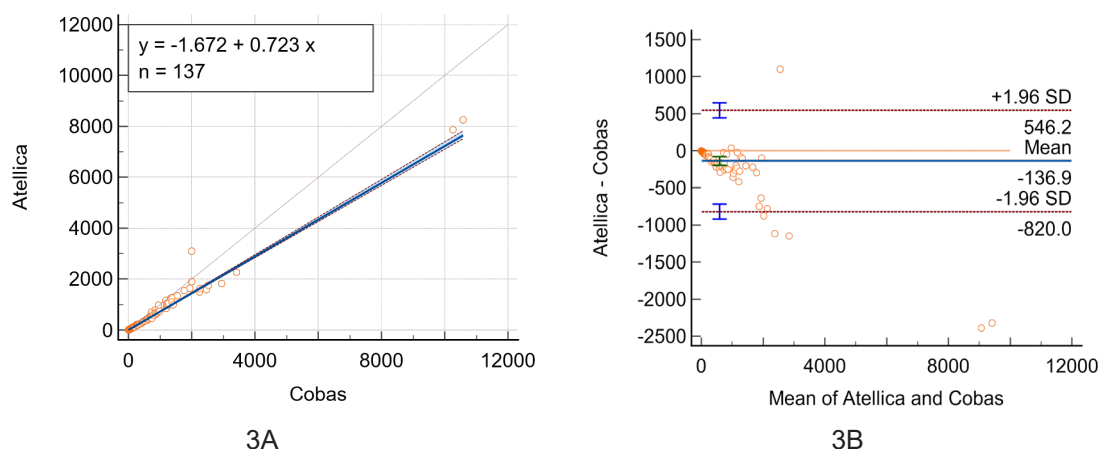 y = -1.672 + 0.723 x
n = 137
12000
10000
8000
6000
4000
2000
0
Atellica
0
4000
8000
12000
Cobas
3A
1500
1000
500
0
-500
-1000
-1500
-2000
-2500
Atellica - Cobas
+1.96 SD
546.2
Mean
-136.9
-1.96 SD
-820.0
0
4000
8000
12000
Mean of Atellica and Cobas
3B